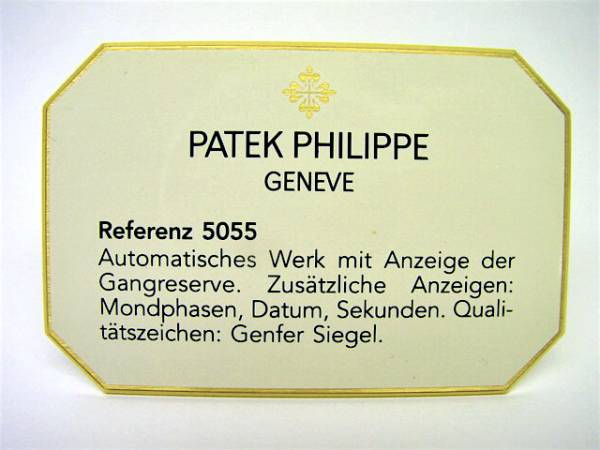 PATEK PHILIPPE
GENEVE
Referenz 5055
Automatisches Werk mit Anzeige der
Gangreserve. Zusätzliche Anzeigen:
Mondphasen, Datum, Sekunden. Quali-
tätszeichen: Genfer Siegel.